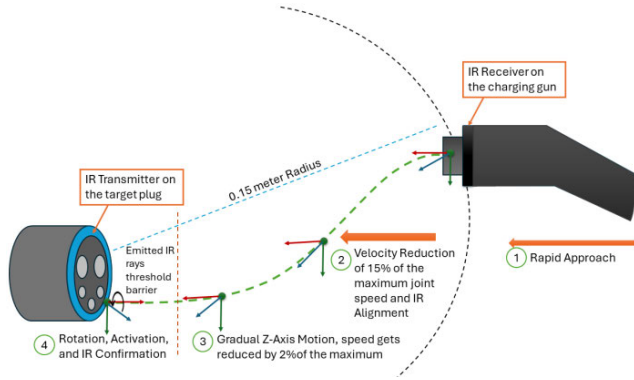 IR Receiver on
the charging gun
IR Transmitter on
the target plug
0.15 meter Radius
Emitted IR
rays
threshold
barrier
1 Rapid Approach
2 Velocity Reduction
of 15% of the
maximum joint
speed and IR
Alignment
3 Gradual Z-Axis Motion, speed gets
reduced by 2%of the maximum
4 Rotation, Activation,
and IR Confirmation